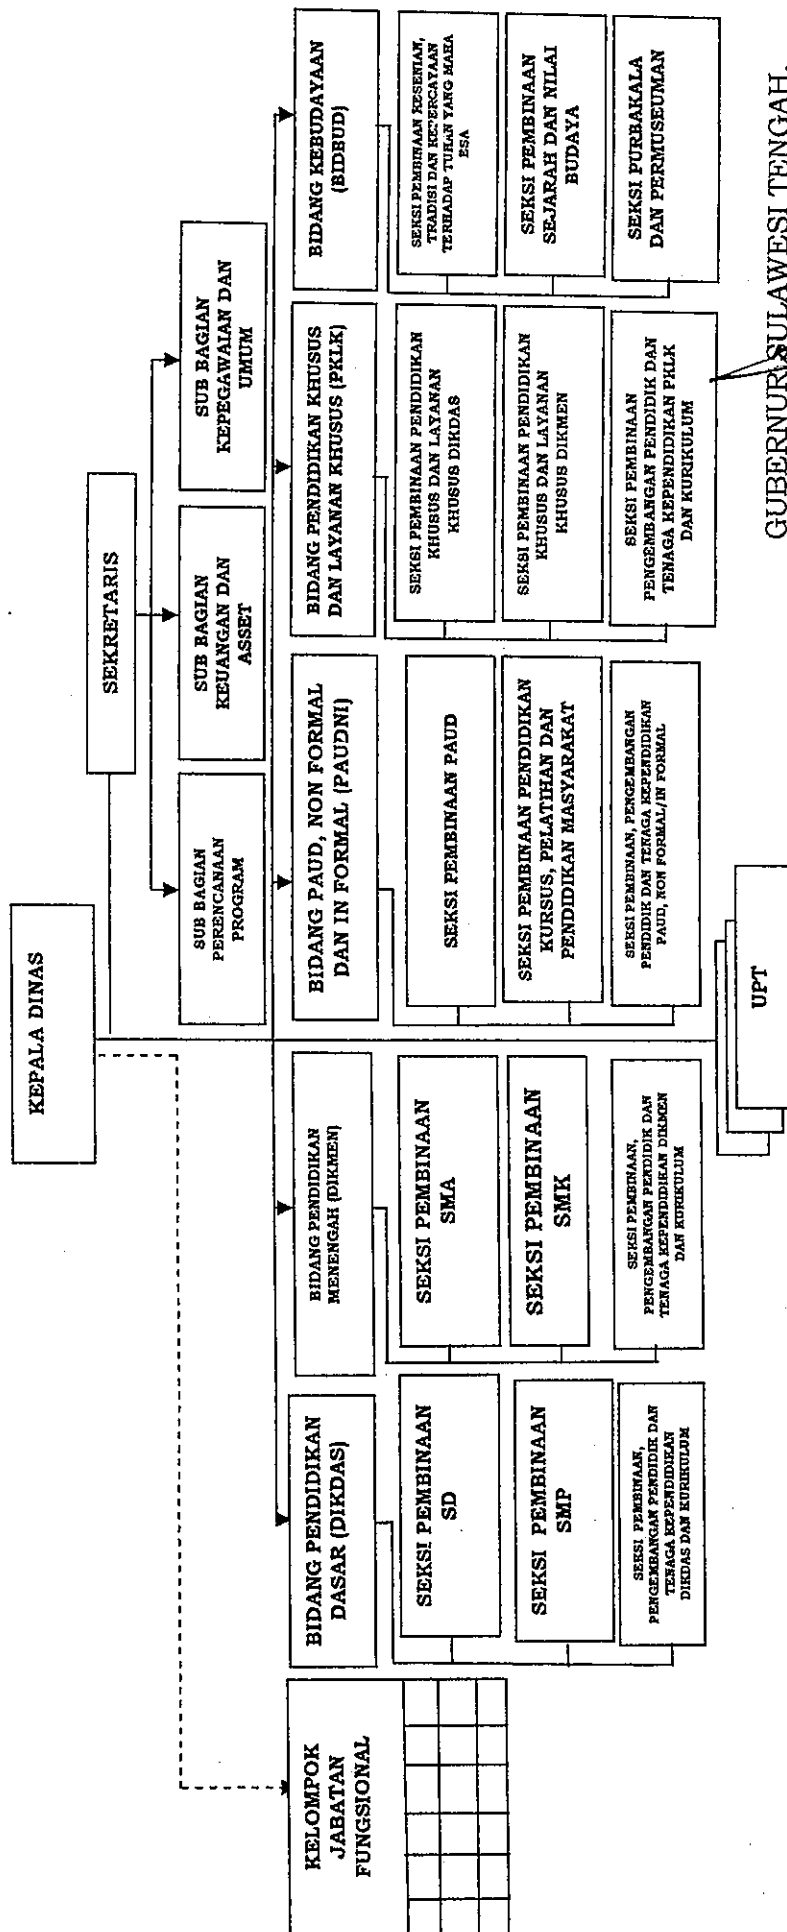 KEPALA DINAS
SEKRETARIS
SUB BAGIAN
PERENCANAAN
PROGRAM
SUB BAGIAN
KEUANGAN DAN
ASSET
SUB BAGIAN
KEPEGAWAIAN DAN
UMUM
KELOMPOK
JABATAN
FUNGSIONAL
BIDANG PENDIDIKAN
DASAR (DIKDAS)
SEKSI PEMBINAAN
SD
SEKSI PEMBINAAN
SMP
SEKSI PEMBINAAN,
PENGEMBANGAN PENDIDIK DAN
TENAGA KEPENDIDIKAN
DIKDAS DAN KURIKULUM
BIDANG PENDIDIKAN
MENENGAH (DIKMEN)
SEKSI PEMBINAAN
SMA
SEKSI PEMBINAAN
SMK
SEKSI PEMBINAAN,
PENGEMBANGAN PENDIDIK DAN
TENAGA KEPENDIDIKAN DIKMEN
DAN KURIKULUM
BIDANG PAUD, NON FORMAL
DAN IN FORMAL (PAUDNI)
SEKSI PEMBINAAN PAUD
SEKSI PEMBINAAN PENDIDIKAN
KURSUS, PELATIHAN DAN
PENDIDIKAN MASYARAKAT
SEKSI PEMBINAAN, PENGEMBANGAN
PENDIDIK DAN TENAGA KEPENDIDIKAN
PAUD, NON FORMAL/IN FORMAL
BIDANG PENDIDIKAN KHUSUS
DAN LAYANAN KHUSUS (PKLK)
SEKSI PEMBINAAN PENDIDIKAN
KHUSUS DAN LAYANAN
KHUSUS DIKDAS
SEKSI PEMBINAAN PENDIDIKAN
KHUSUS DAN LAYANAN
KHUSUS DIKMEN
SEKSI PEMBINAAN
PENGEMBANGAN PENDIDIK DAN
TENAGA KEPENDIDIKAN PKLK
DAN KURIKULUM
BIDANG KEBUDAYAAN
(BIDBUD)
SEKSI PEMBINAAN KESENIAN,
TRADISI DAN KEPERCAYAAN
TERHADAP TUHAN YANG MAHA
ESA
SEKSI PEMBINAAN
SEJARAH DAN NILAI
BUDAYA
SEKSI PURBAKALA
DAN PERMUSEUMAN
UPT
GUBERNUR SULAWESI TENGAH,